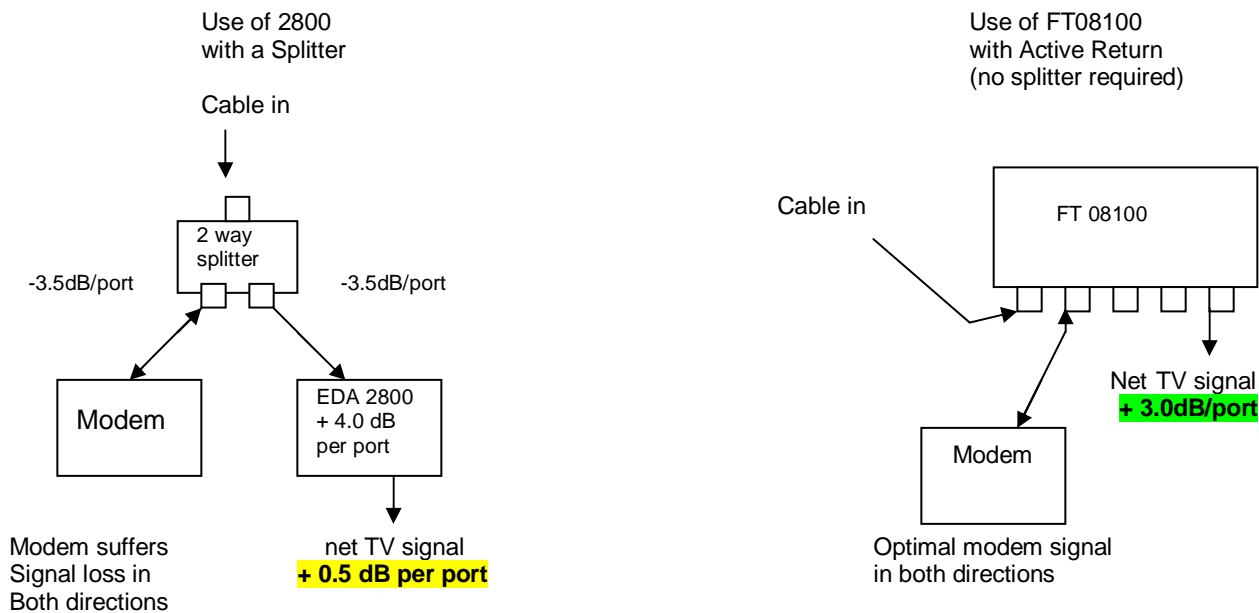 Use of 2800
with a Splitter
Cable in
2 way
splitter
-3.5dB/port
-3.5dB/port
Modem
EDA 2800
+ 4.0 dB
per port
Modem suffers
Signal loss in
Both directions
net TV signal
+ 0.5 dB per port
Use of FT08100
with Active Return
(no splitter required)
Cable in
FT 08100
Net TV signal
+ 3.0dB/port
Modem
Optimal modem signal
in both directions